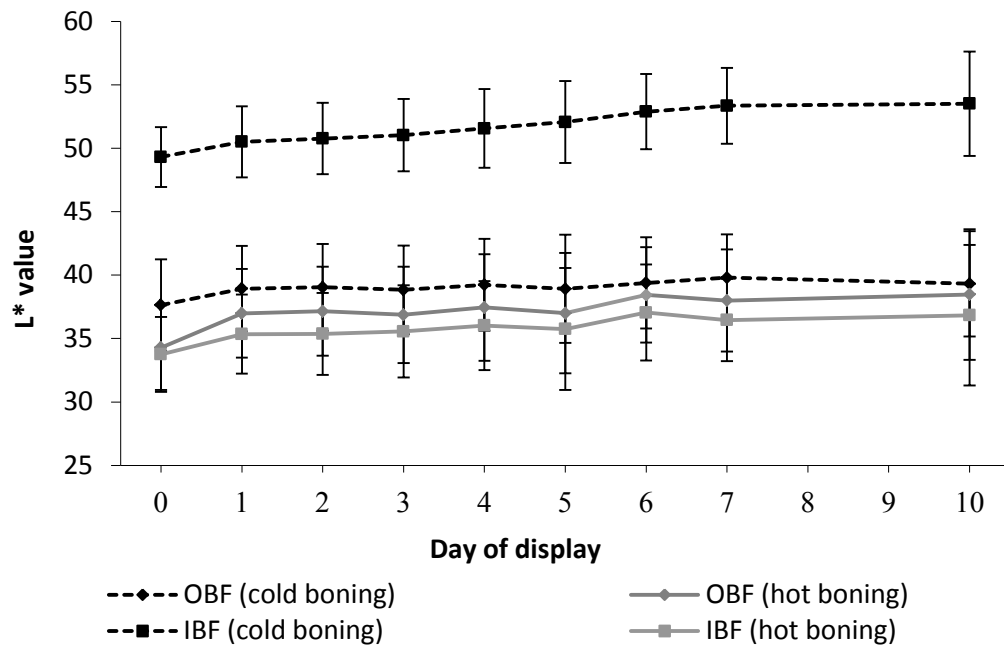 60
55
50
45
40
35
30
25
L* value
0 1 2 3 4 5 6 7 8 9 10
Day of display
OBF (cold boning) OBF (hot boning)
IBF (cold boning) IBF (hot boning)